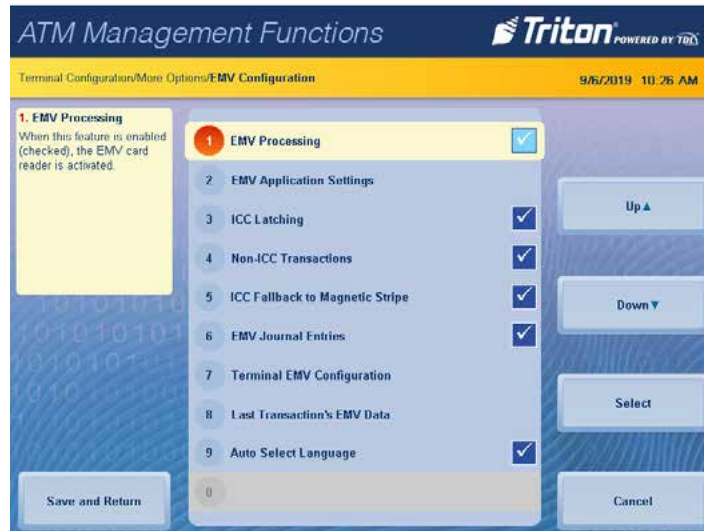 ATM Management Functions
Triton POWERED BY TDL
Terminal Configuration/More Options/EMV Configuration
9/6/2019 10:26 AM
1. EMV Processing
When this feature is enabled
(checked), the EMV card
reader is activated.
1 EMV Processing
2 EMV Application Settings
3 ICC Latching
4 Non-ICC Transactions
5 ICC Fallback to Magnetic Stripe
6 EMV Journal Entries
7 Terminal EMV Configuration
8 Last Transaction's EMV Data
9 Auto Select Language
0
Up▲
Down▼
Select
Save and Return
Cancel